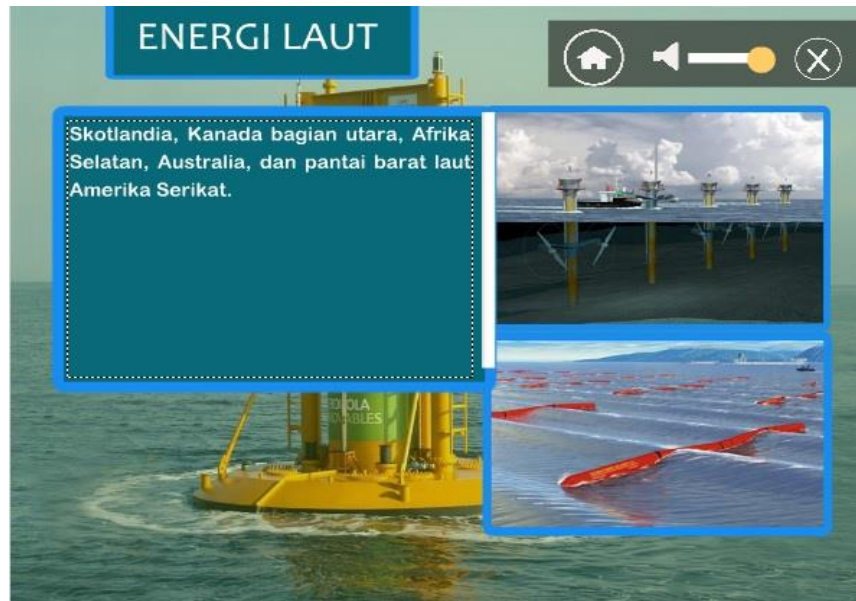 ENERGI LAUT
Skotlandia, Kanada bagian utara, Afrika
Selatan, Australia, dan pantai barat laut
Amerika Serikat.